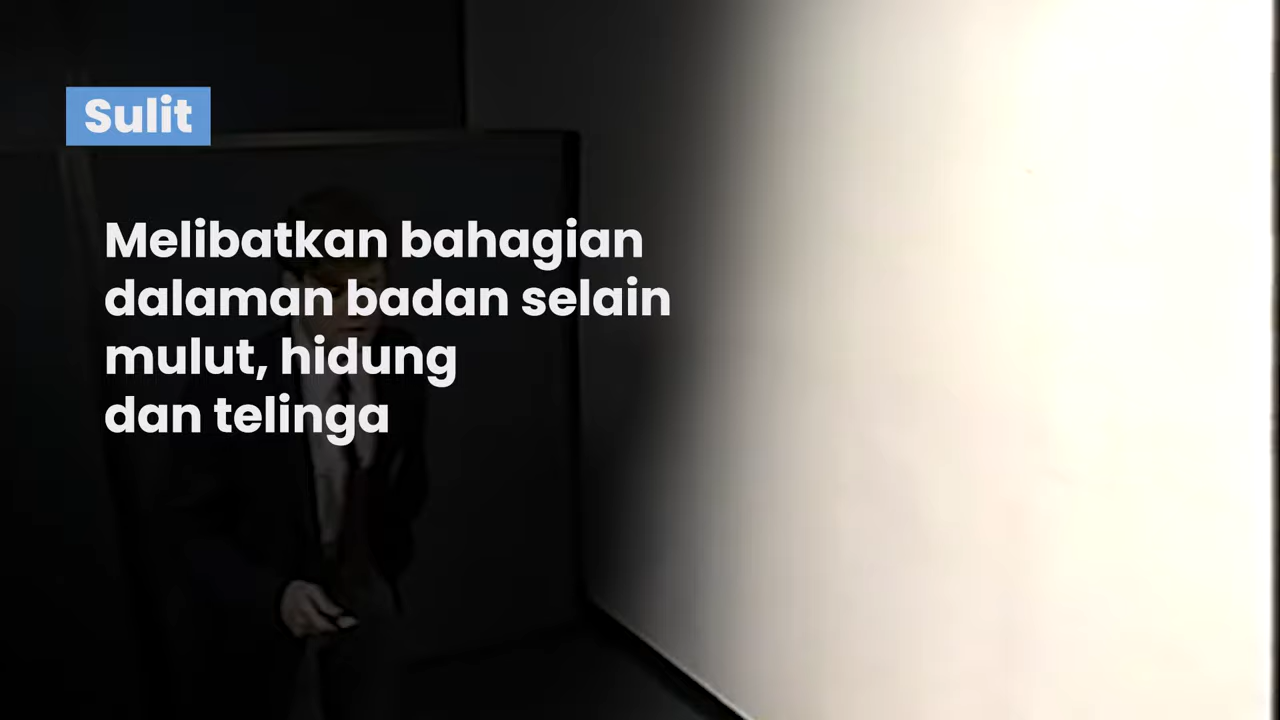 Sulit
Melibatkan bahagian
dalaman badan selain
mulut, hidung
dan telinga